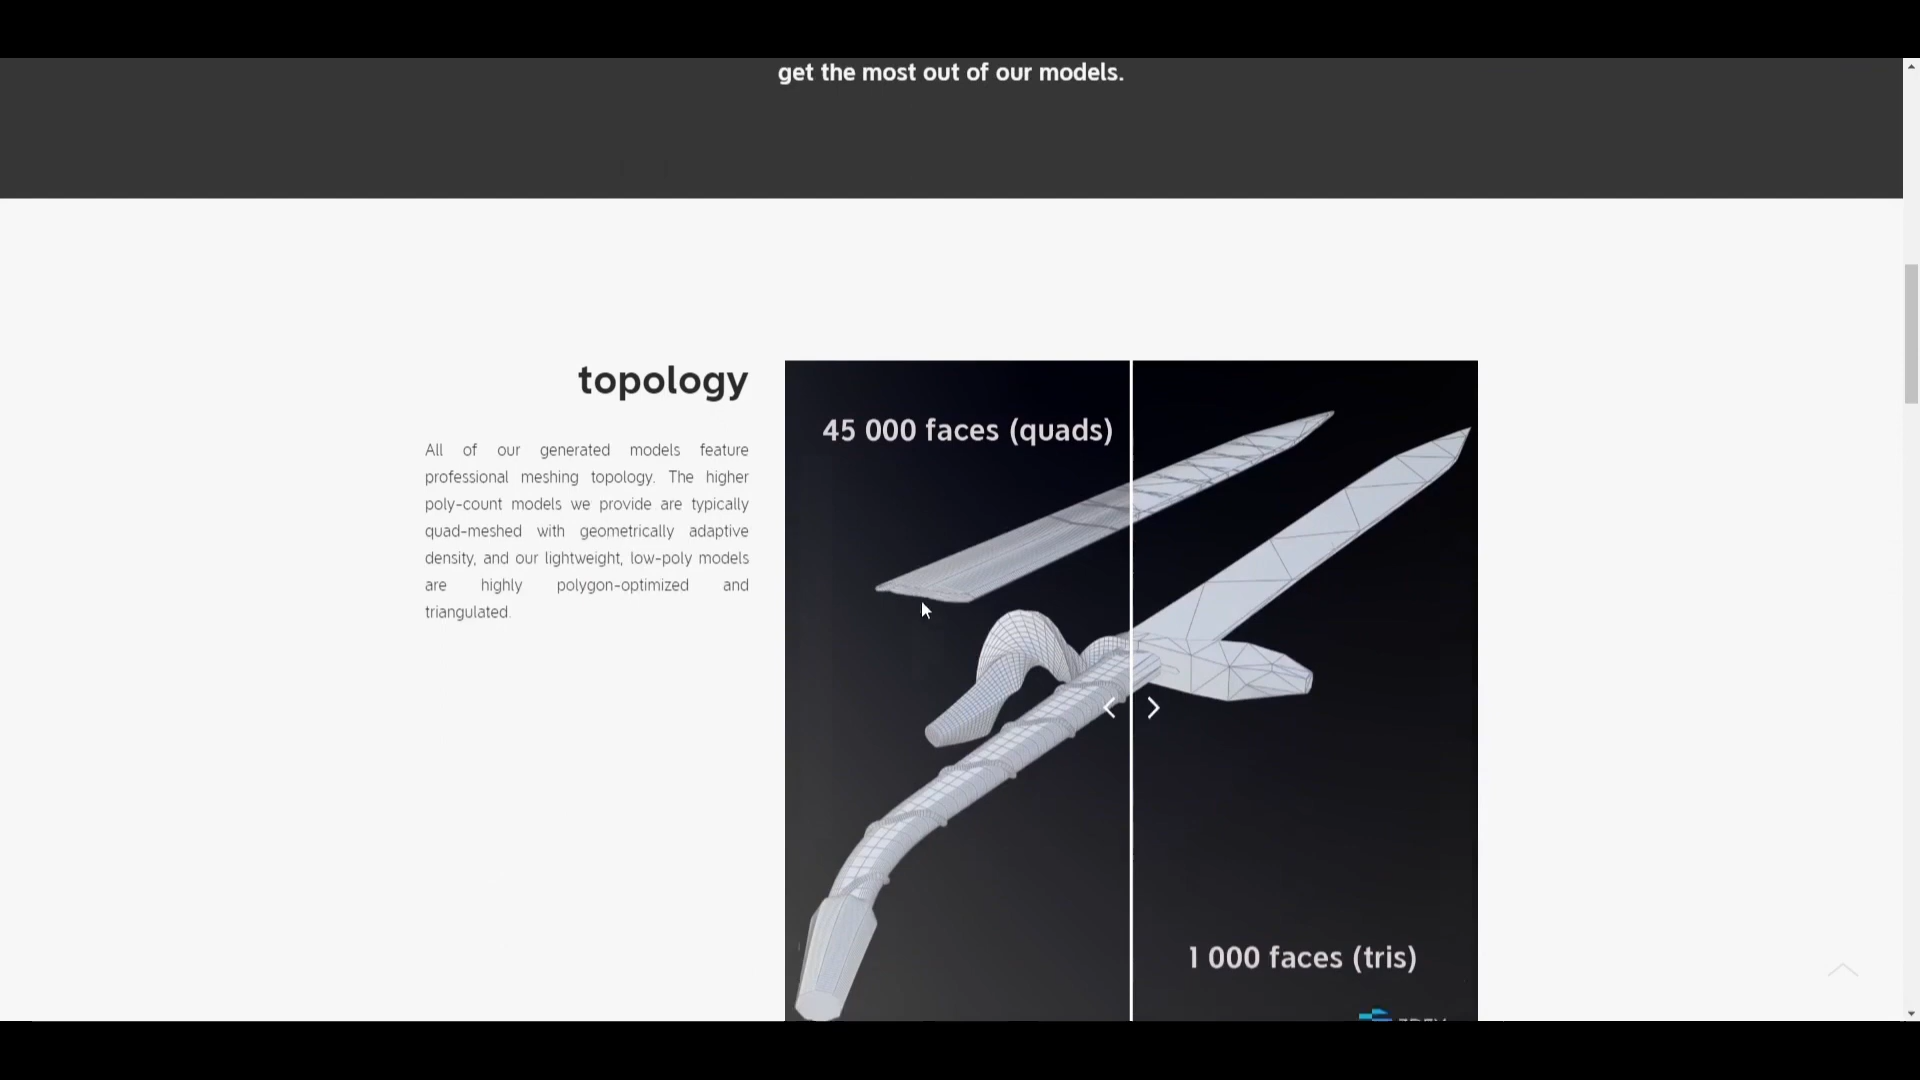 get the most out of our models.
topology
All of our generated models feature
professional meshing topology. The higher
poly-count models we provide are typically
quad-meshed with geometrically adaptive
density, and our lightweight, low-poly models
are highly polygon-optimized and
triangulated.
45 000 faces (quads)
1 000 faces (tris)